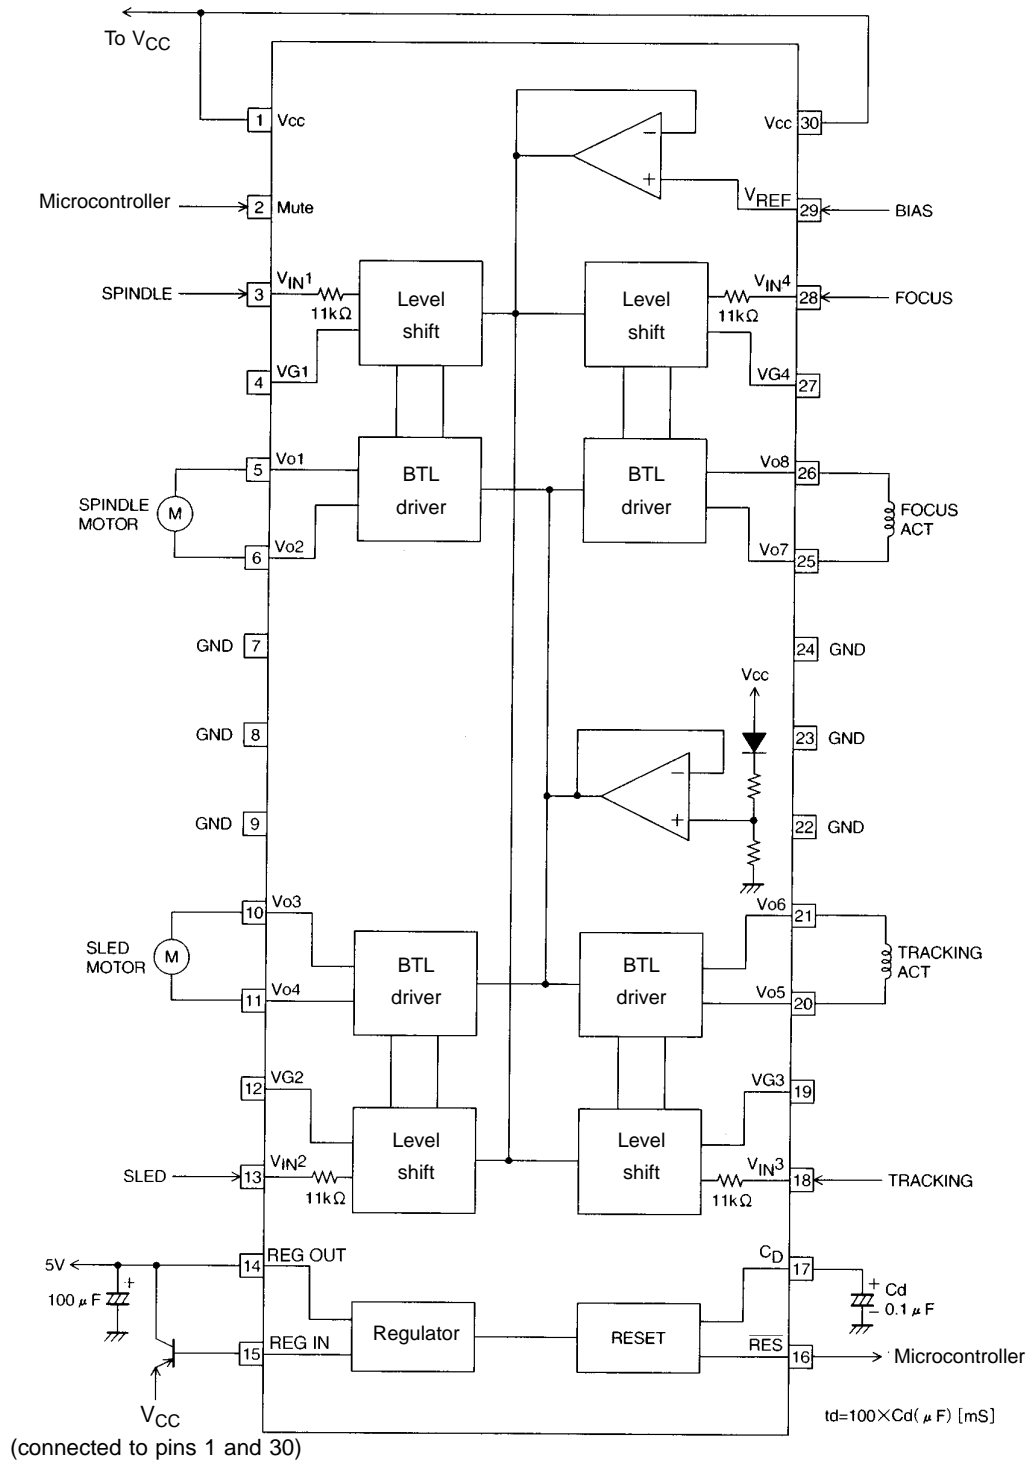 To VCC
1 Vcc
Vcc 30
−
+
Microcontroller 2 Mute
VREF 29 BIAS
SPINDLE 3 VIN1
11kΩ
Level shift
Level shift
VIN4 28 FOCUS
11kΩ
4 VG1
VG4 27
5 Vo1
BTL driver
BTL driver
Vo8 26
SPINDLE MOTOR
M
FOCUS ACT
6 Vo2
Vo7 25
GND 7
24 GND
Vcc
GND 8
23 GND
−
+
GND 9
22 GND
10 Vo3
Vo6 21
SLED MOTOR
M
BTL driver
BTL driver
TRACKING ACT
11 Vo4
Vo5 20
12 VG2
VG3 19
Level shift
Level shift
SLED 13 VIN2
11kΩ
VIN3 18 TRACKING
11kΩ
5V
14 REG OUT
CD 17
+
100 μF
+
Cd
− 0.1 μF
Regulator
RESET
15 REG IN
RES 16 Microcontroller
VCC
(connected to pins 1 and 30)
td=100×Cd( μF) [mS]